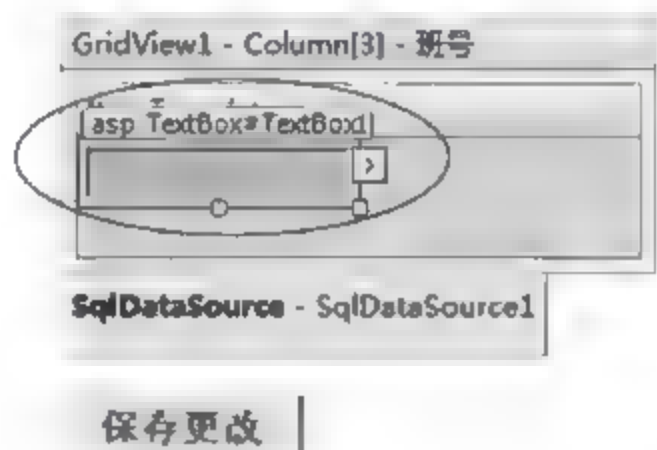 GridView1 - Column[3] - 班号
asp TextBox#TextBox1
>
SqlDataSource - SqlDataSource1
保存更改